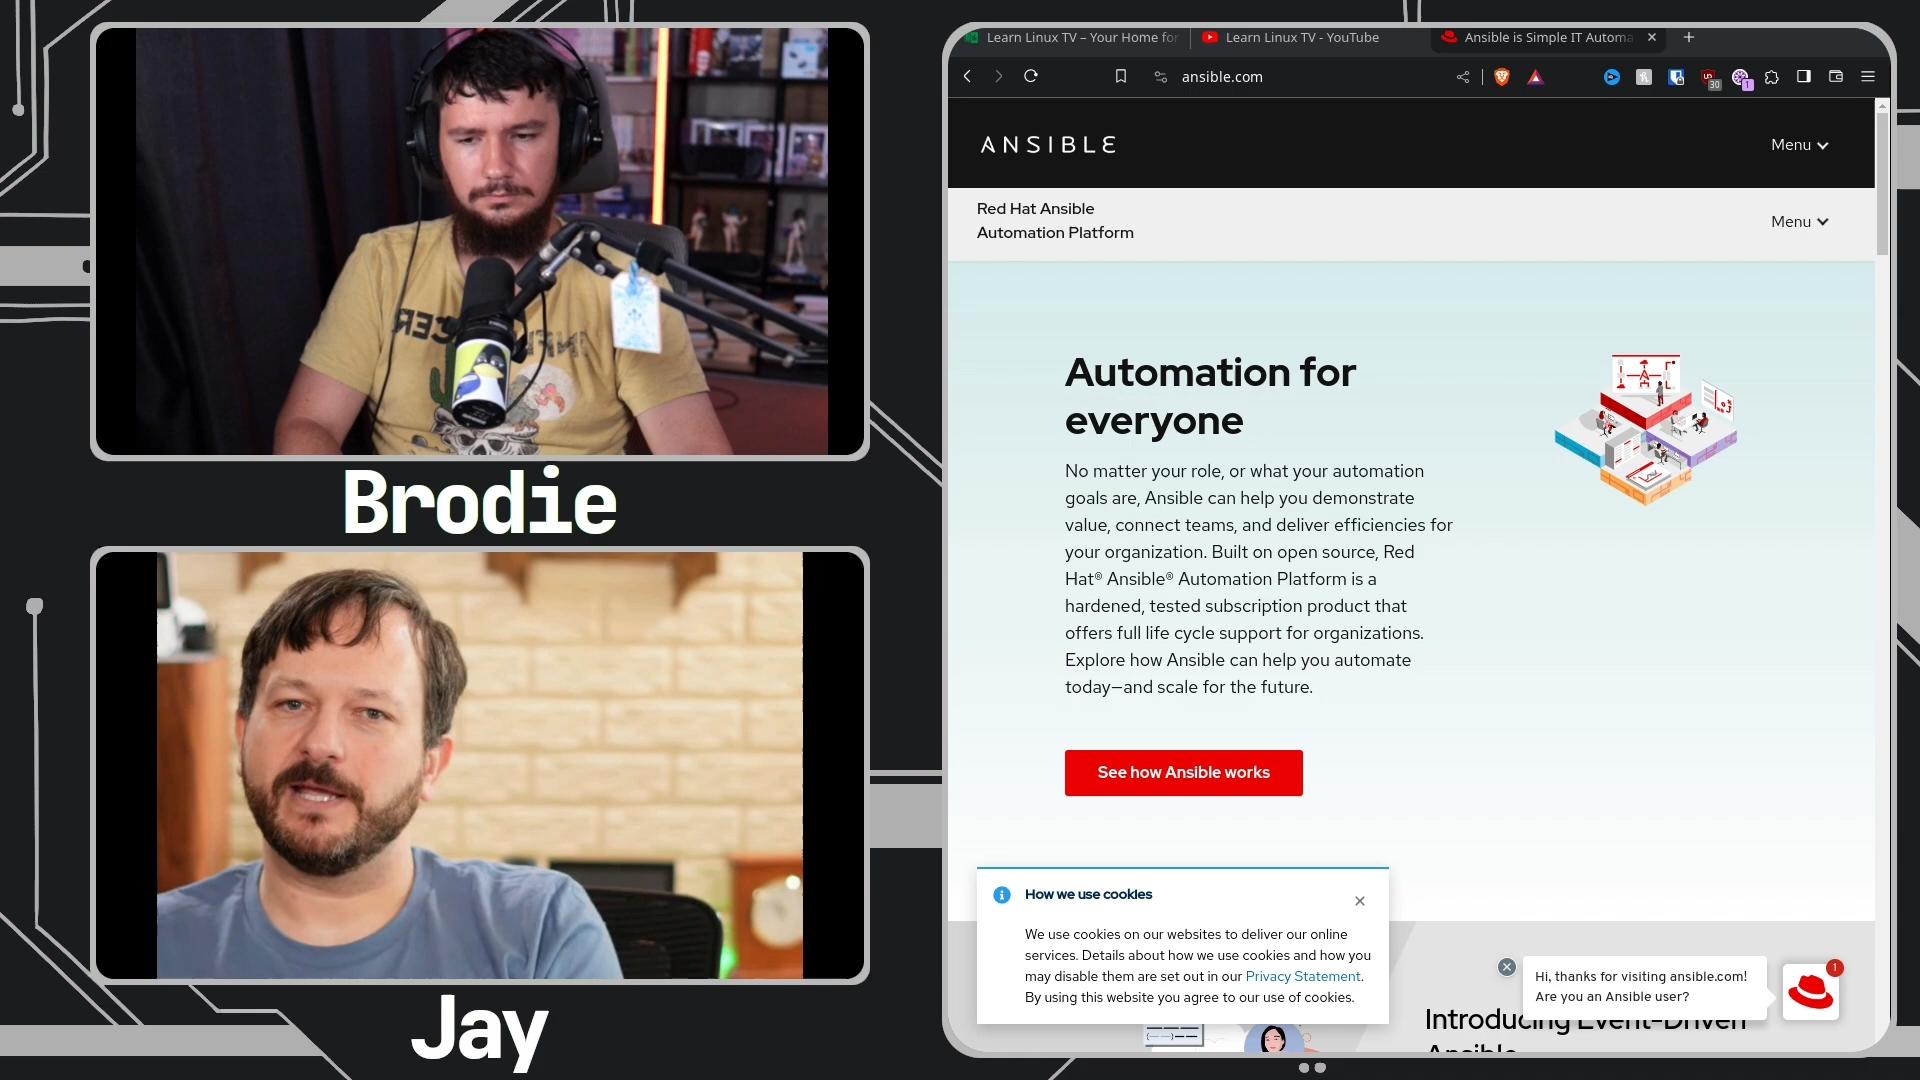 Learn Linux TV – Your Home for
Learn Linux TV - YouTube
Ansible is Simple IT Automa
ansible.com
30
1
ANSIBLE
Menu
Red Hat Ansible
Automation Platform
Menu
Automation for
everyone
No matter your role, or what your automation
goals are, Ansible can help you demonstrate
value, connect teams, and deliver efficiencies for
your organization. Built on open source, Red
Hat® Ansible® Automation Platform is a
hardened, tested subscription product that
offers full life cycle support for organizations.
Explore how Ansible can help you automate
today—and scale for the future.
See how Ansible works
How we use cookies
We use cookies on our websites to deliver our online
services. Details about how we use cookies and how you
may disable them are set out in our Privacy Statement.
By using this website you agree to our use of cookies.
Hi, thanks for visiting ansible.com!
Are you an Ansible user?
1
Introducing Event-Driven
Ansible
Brodie
Jay